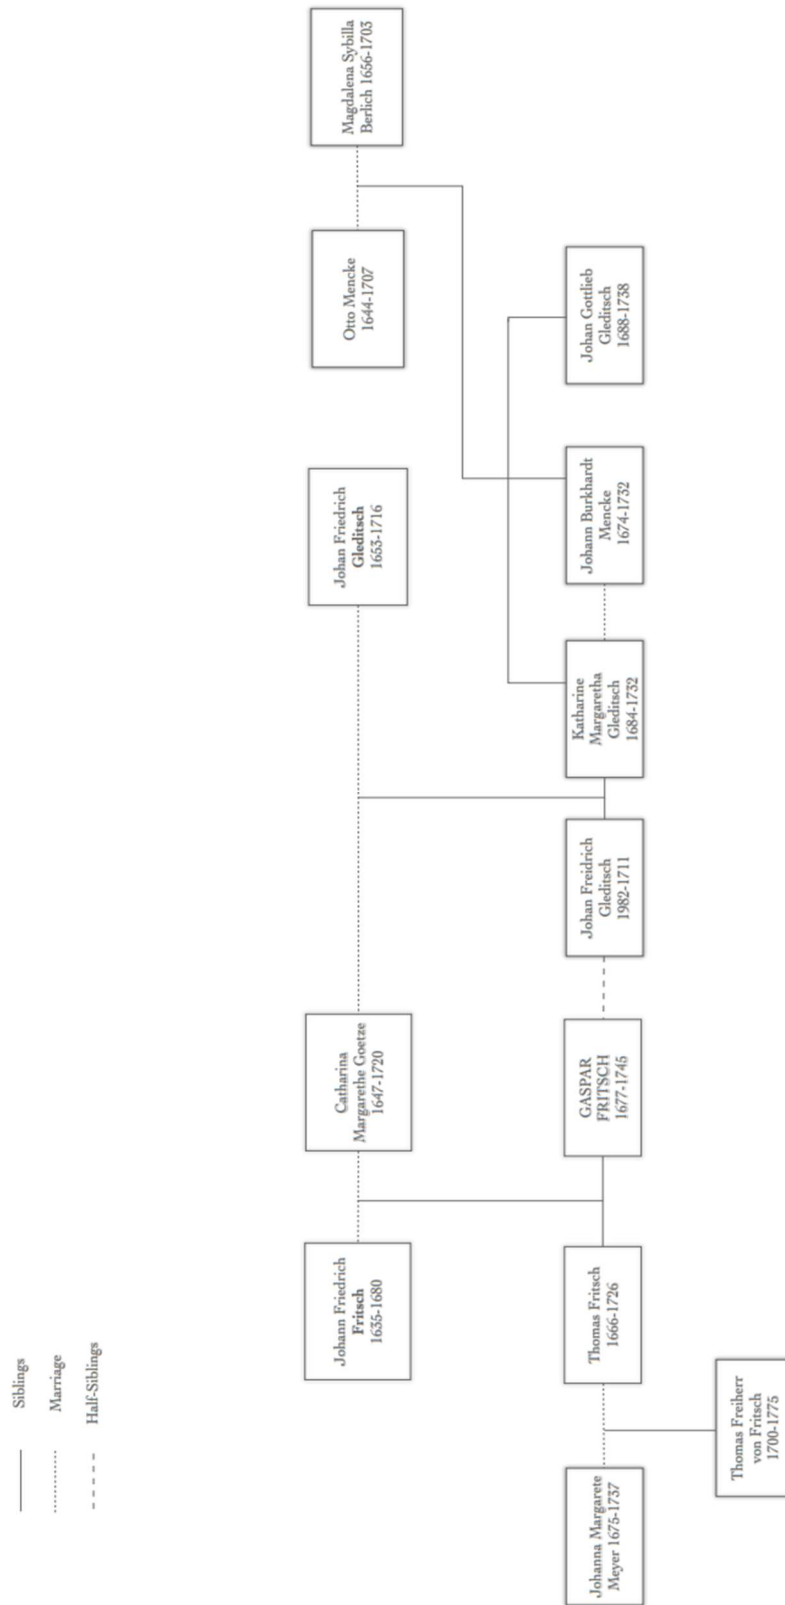 Siblings
Marriage
Half-Siblings
Johann Friedrich
Fritsch
1635-1680
Catharina
Margarethe Goetze
1647-1720
Johan Friedrich
Gleditsch
1653-1716
Otto Mencke
1644-1707
Magdalena Sybilla
Berlich 1656-1703
Johanna Margarete
Meyer 1675-1737
Thomas Fritsch
1666-1726
GASPAR
FRITSCH
1677-1745
Johan Freidrich
Gleditsch
1982-1711
Katharine
Margaretha
Gleditsch
1684-1732
Johann Burkhardt
Mencke
1674-1732
Johan Gottlieb
Gleditsch
1688-1738
Thomas Freiherr
von Fritsch
1700-1775